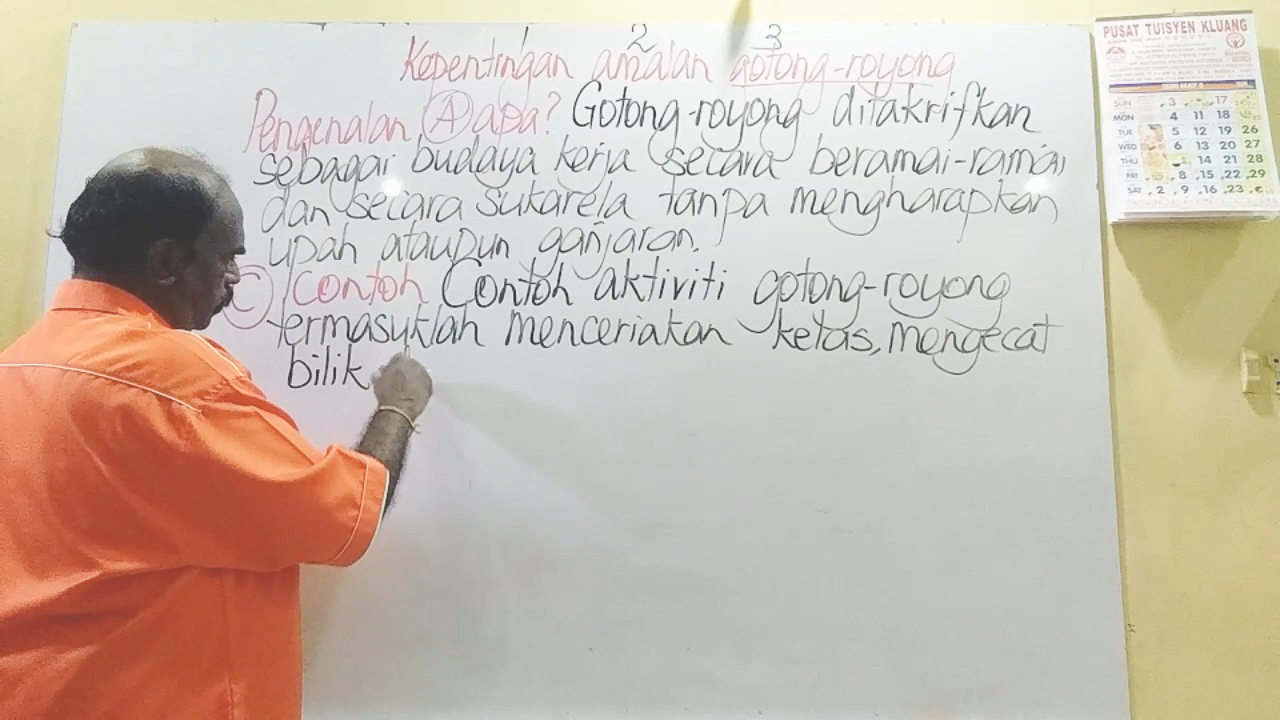 1 2 3
Kepentingan amalan gotong-royong
Pengenalan, A apa? Gotong-royong ditakrifkan
sebagai budaya kerja secara beramai-ramai
dan secara sukarela tanpa mengharapkan
upah ataupun ganjaran.
C contoh Contoh aktiviti gotong-royong
termasuklah menceriakan kelas, mengecat
bilik
PUSAT TUISYEN KLUANG
SUN 3 17
MON 4 11 18
TUE 5 12 19 26
WED 6 13 20 27
THU 14 21 28
FRI 8 15 22 29
SAT 2 9 16 23